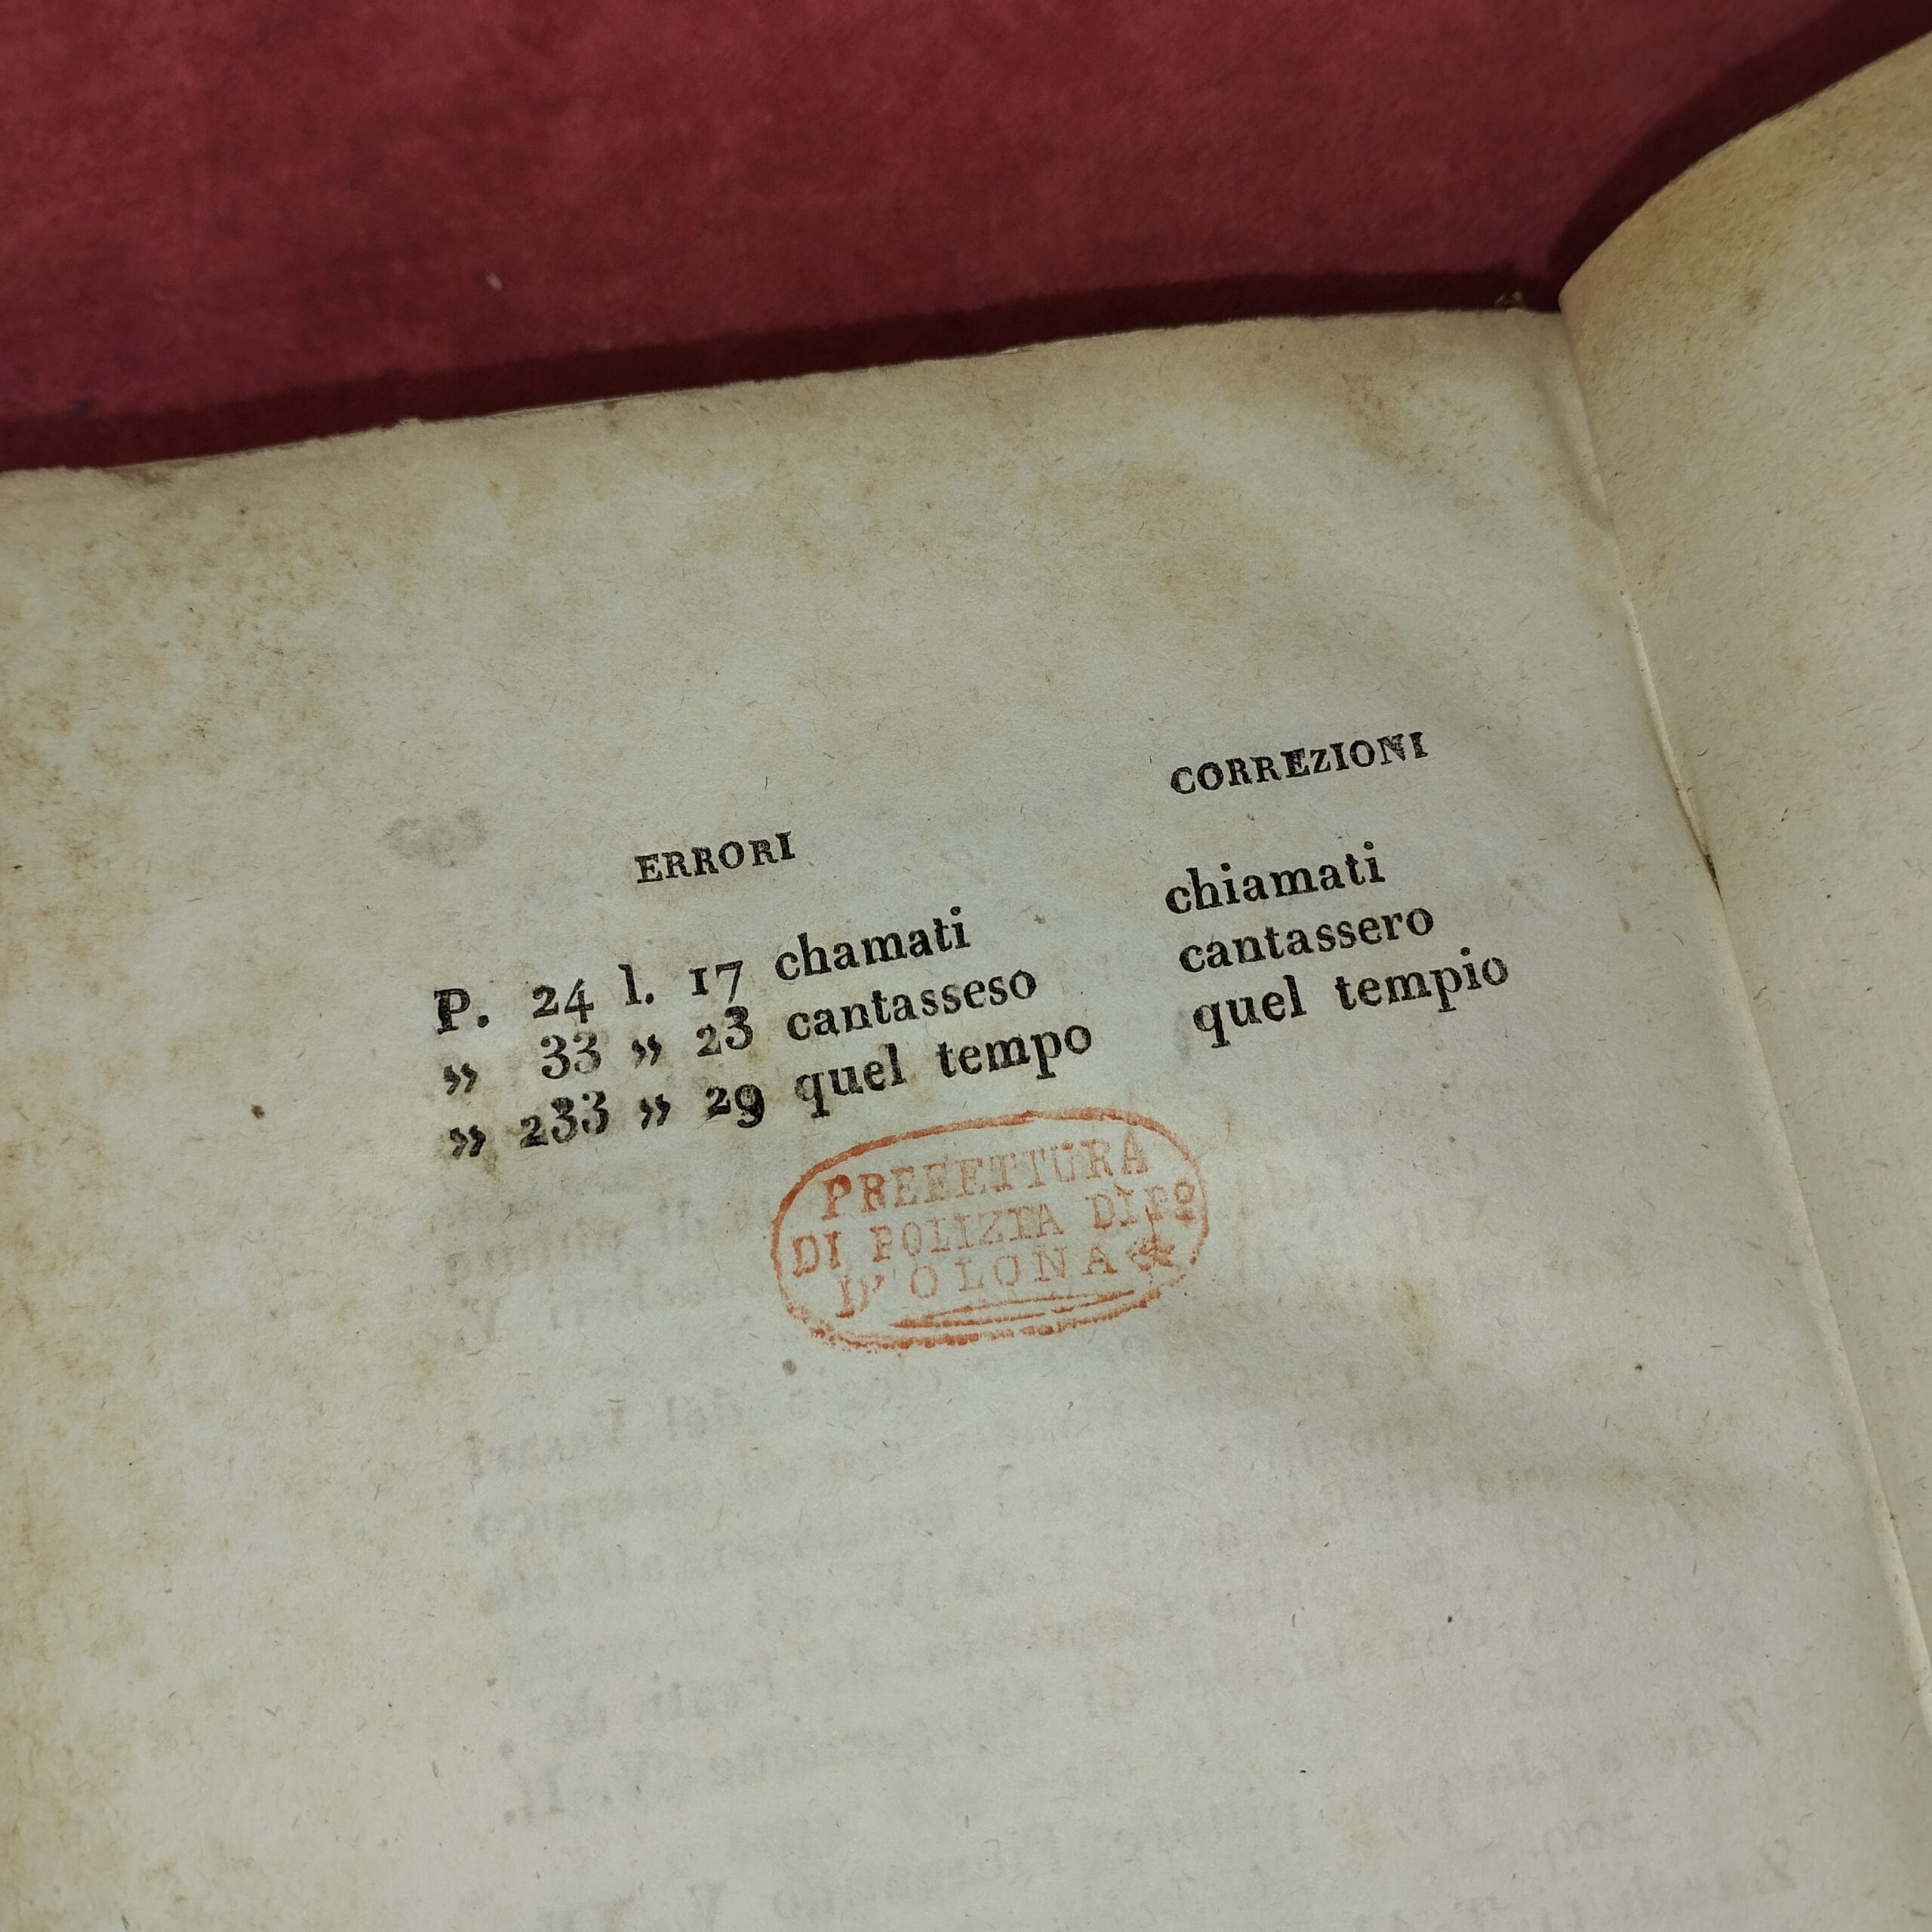 ERRORI CORREZIONI
P. 24 l. 17 chamati chiamati
» 33 » 23 cantasseso cantassero
» 233 » 29 quel tempo quel tempio
PREFETTURA
DI POLIZIA DIPº
D'OLONA